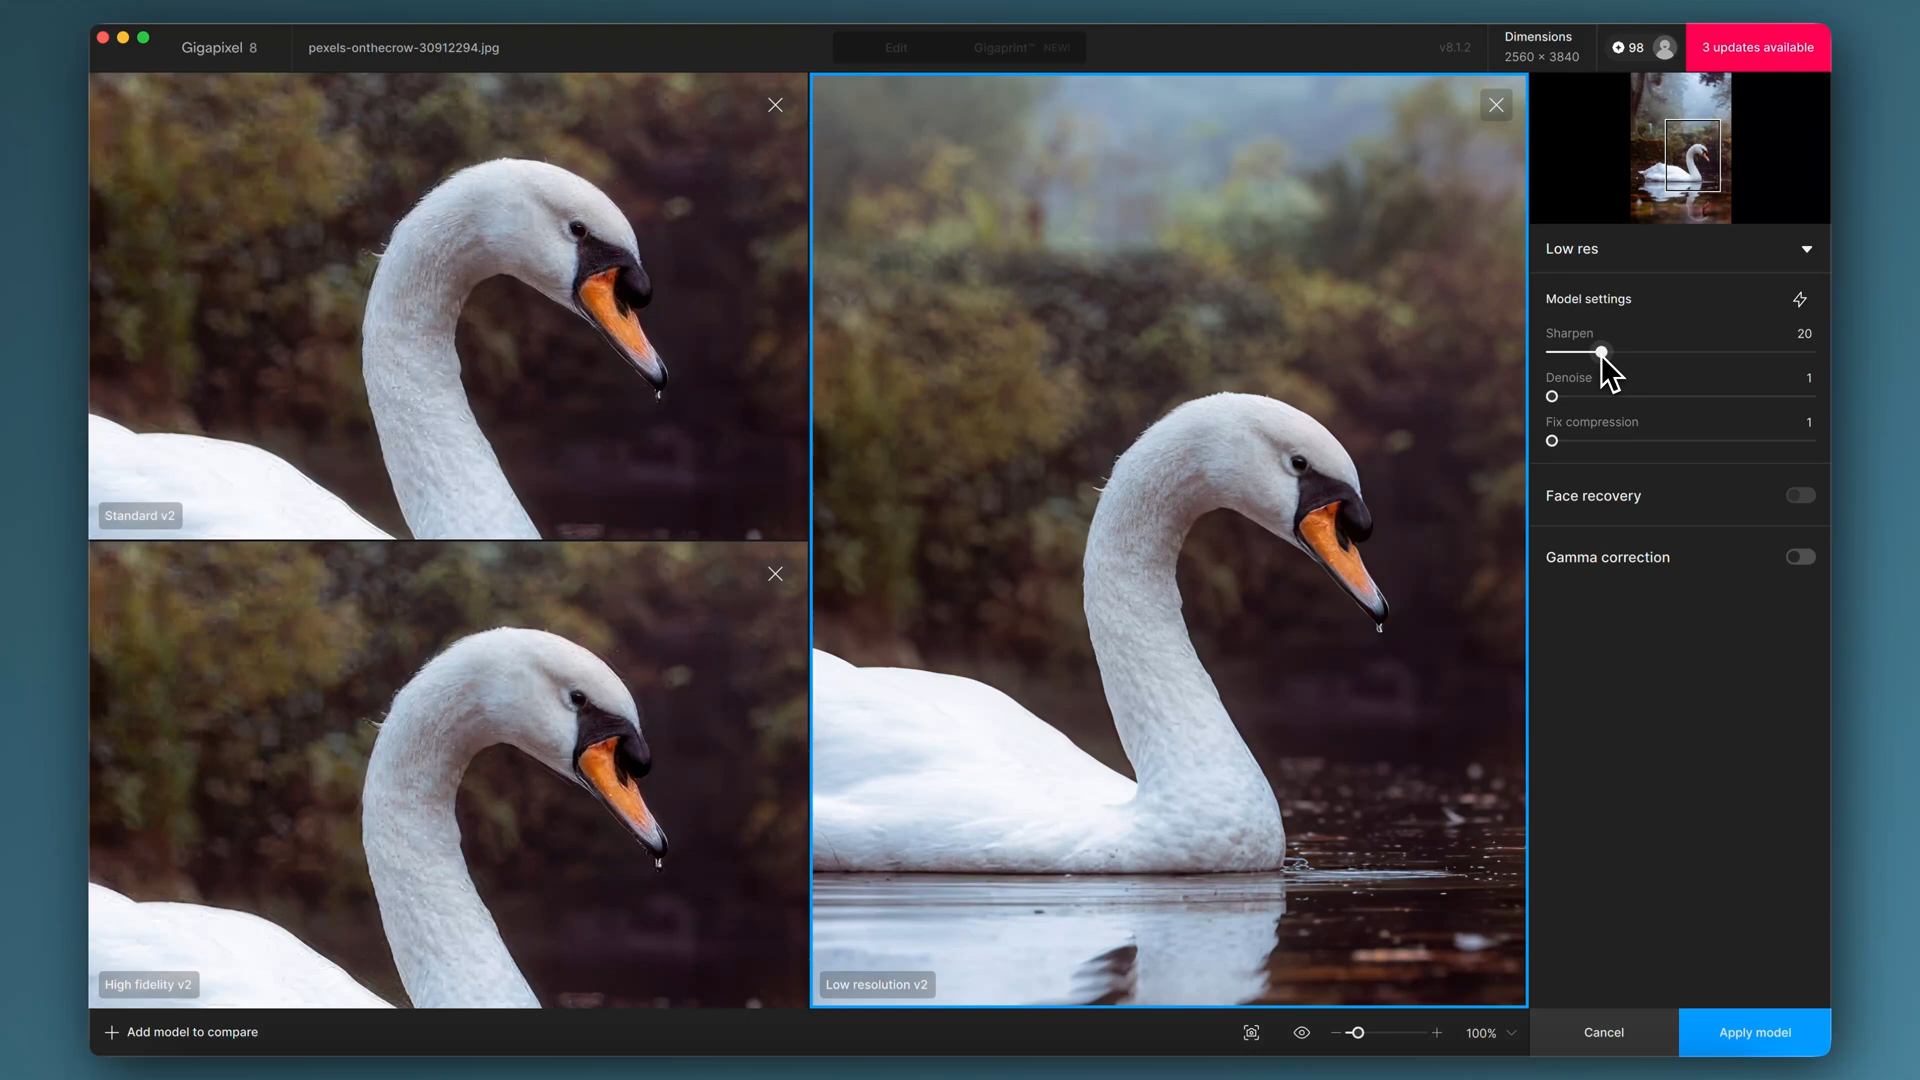 Gigapixel 8
pexels-onthecrow-30912294.jpg
Edit
Gigaprint™ NEW!
v8.1.2
Dimensions
2560 × 3840
98
3 updates available
Standard v2
High fidelity v2
Low resolution v2
Low res
Model settings
Sharpen 20
Denoise 1
Fix compression 1
Face recovery
Gamma correction
Add model to compare
100%
Cancel
Apply model